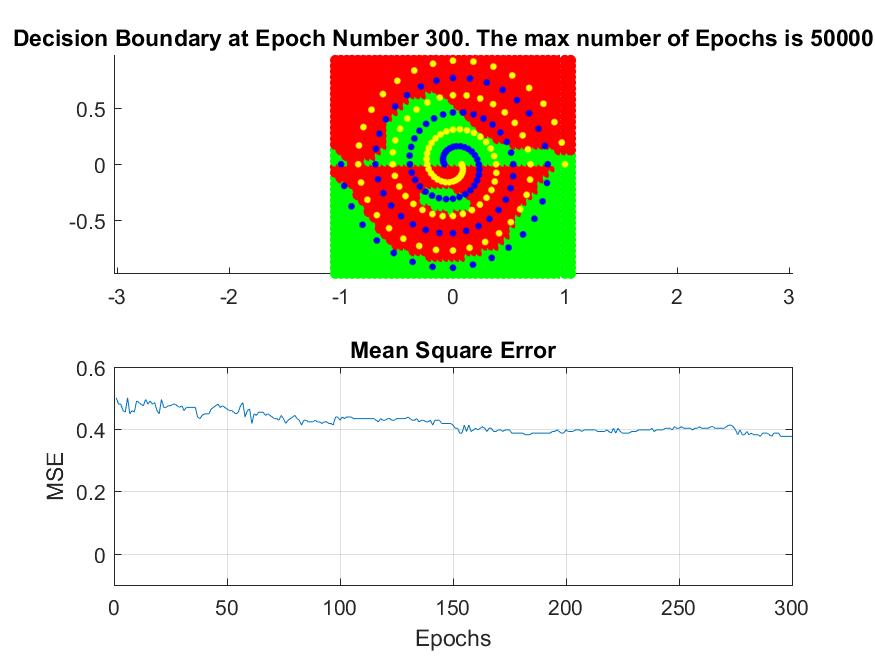 Decision Boundary at Epoch Number 300. The max number of Epochs is 50000
0.5
0
-0.5
-3 -2 -1 0 1 2 3
Mean Square Error
0.6
0.4
0.2
0
MSE
0 50 100 150 200 250 300
Epochs